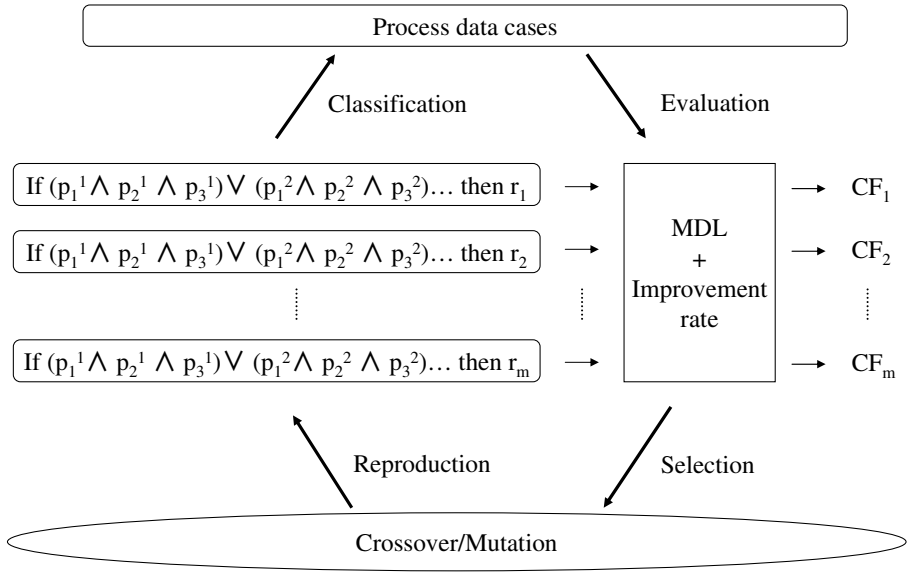 Process data cases
Classification
Evaluation
If (p₁¹ ∧ p₂¹ ∧ p₃¹) ∨ (p₁² ∧ p₂² ∧ p₃²)… then r₁
CF₁
If (p₁¹ ∧ p₂¹ ∧ p₃¹) ∨ (p₁² ∧ p₂² ∧ p₃²)… then r₂
CF₂
MDL
+
Improvement
rate
If (p₁¹ ∧ p₂¹ ∧ p₃¹) ∨ (p₁² ∧ p₂² ∧ p₃²)… then rₘ
CFₘ
Reproduction
Selection
Crossover/Mutation